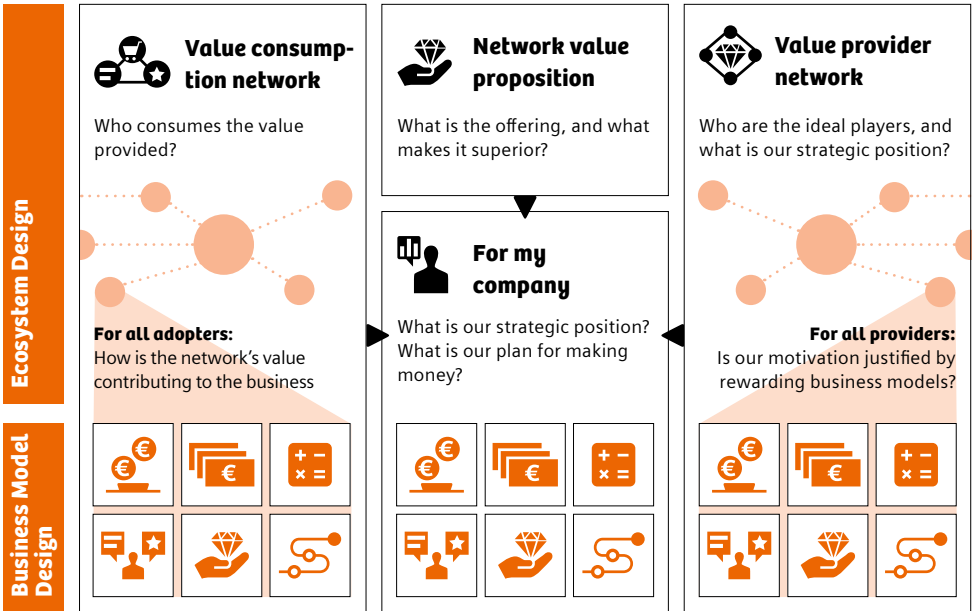 Ecosystem Design
Business Model
Design
Value consump-
tion network
Who consumes the value
provided?
For all adopters:
How is the network’s value
contributing to the business
Network value
proposition
What is the offering, and what
makes it superior?
For my
company
What is our strategic position?
What is our plan for making
money?
Value provider
network
Who are the ideal players, and
what is our strategic position?
For all providers:
Is our motivation justified by
rewarding business models?
€
€
€
+ −
× =
€
€
€
+ −
× =
€
€
€
+ −
× =